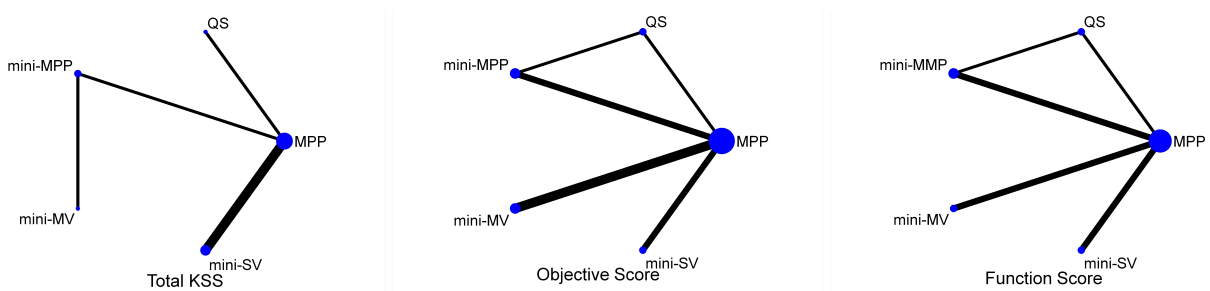 QS
mini-MPP
MPP
mini-MV
mini-SV
Total KSS
QS
mini-MPP
MPP
mini-MV
mini-SV
Objective Score
QS
mini-MMP
MPP
mini-MV
mini-SV
Function Score